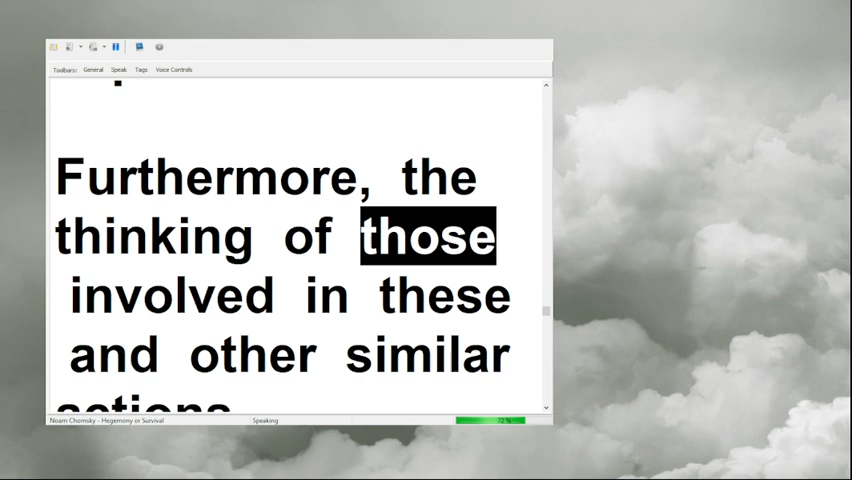 Toolbars: General Speak Tags Voice Controls
Furthermore, the
thinking of those
involved in these
and other similar
actions
Noam Chomsky - Hegemony or Survival Speaking 72 %